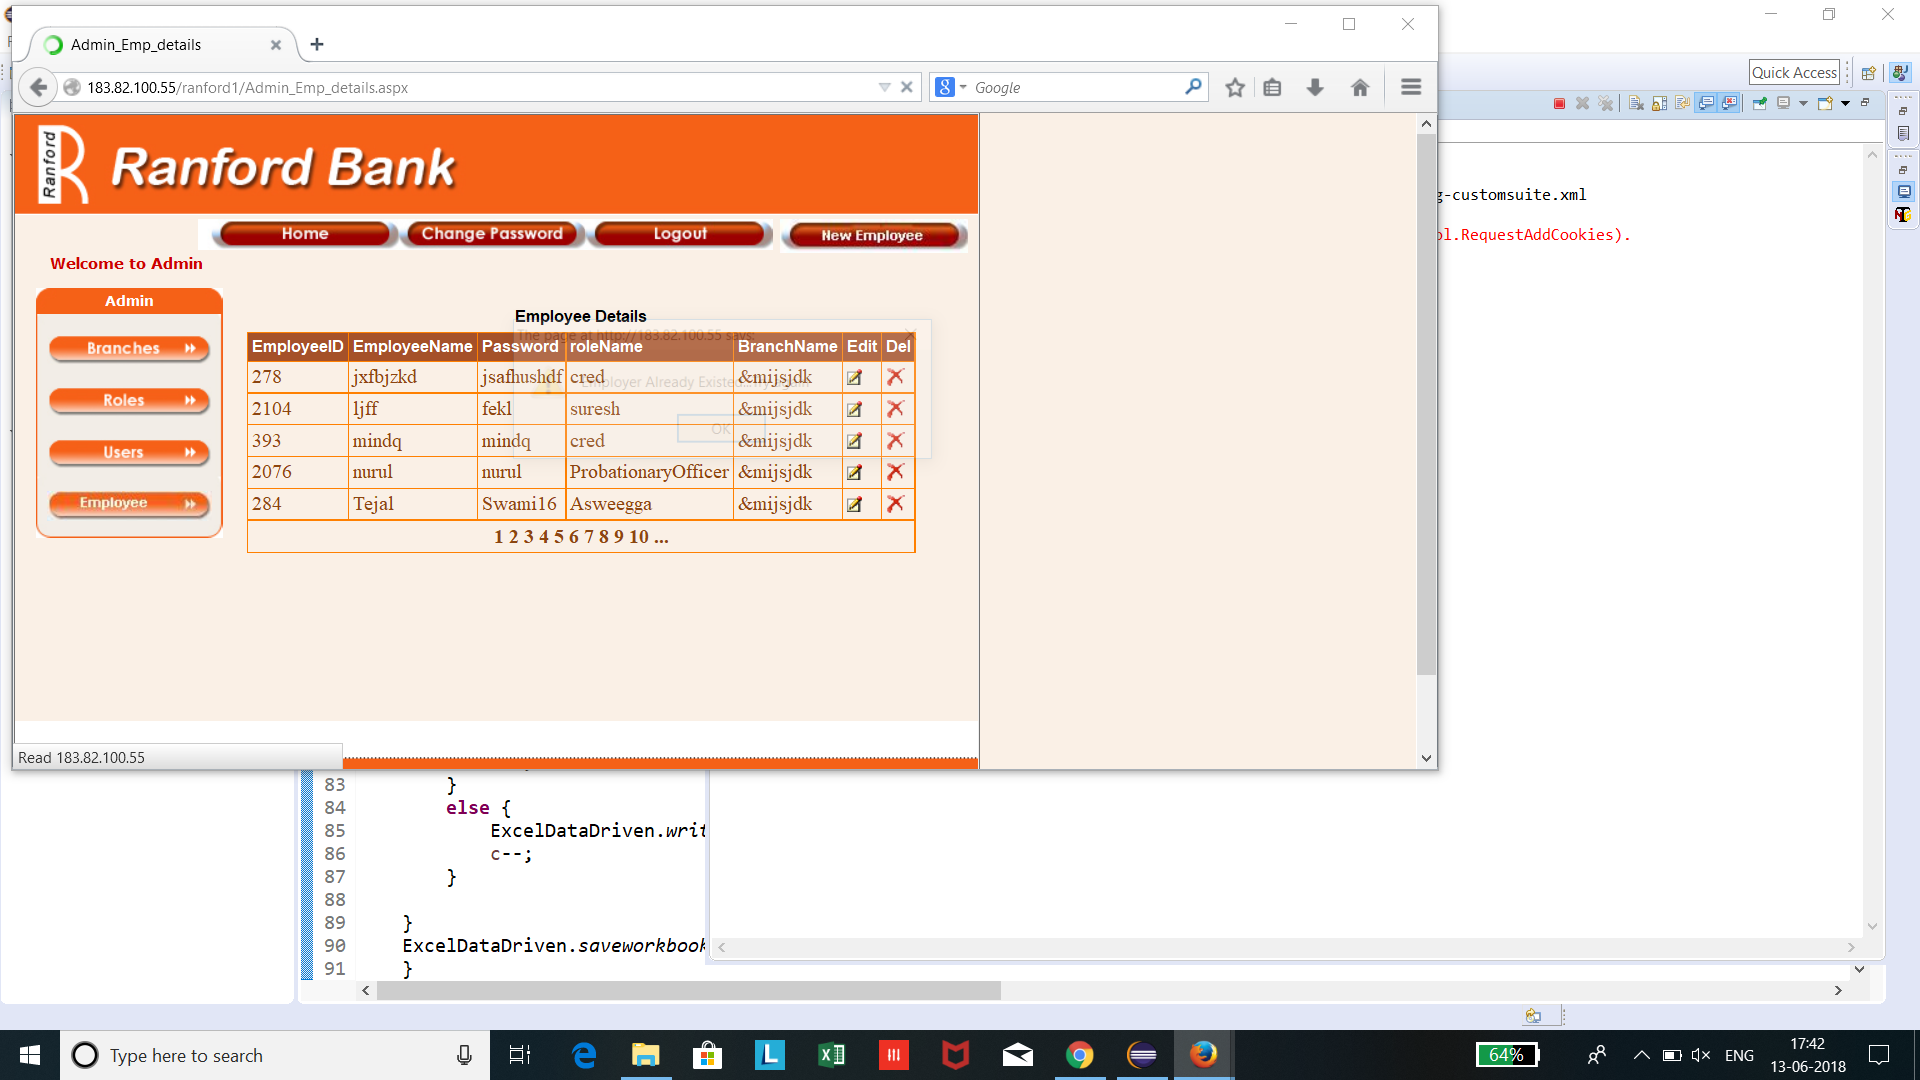 Admin_Emp_details
183.82.100.55/ranford1/Admin_Emp_details.aspx
Google
Quick Access
Ranford
Ranford Bank
Home
Change Password
Logout
New Employee
Welcome to Admin
Admin
Branches
Roles
Users
Employee
Employee Details
The page at http://183.82.100.55 says:
EmployeeID EmployeeName Password roleName BranchName Edit Del
278 jxfbjzkd jsafhushdf cred &mijsjdk
Employer Already Existed.
2104 ljff fekl suresh &mijsjdk
OK
393 mindq mindq cred &mijsjdk
2076 nurul nurul ProbationaryOfficer &mijsjdk
284 Tejal Swami16 Asweegga &mijsjdk
1 2 3 4 5 6 7 8 9 10 ...
Read 183.82.100.55
g-customsuite.xml
ol.RequestAddCookies).
83 }
84 else {
85 ExcelDataDriven.writ
86 c--;
87 }
88
89 }
90 ExcelDataDriven.saveworkbook
91 }
Type here to search
64%
ENG
17:42
13-06-2018